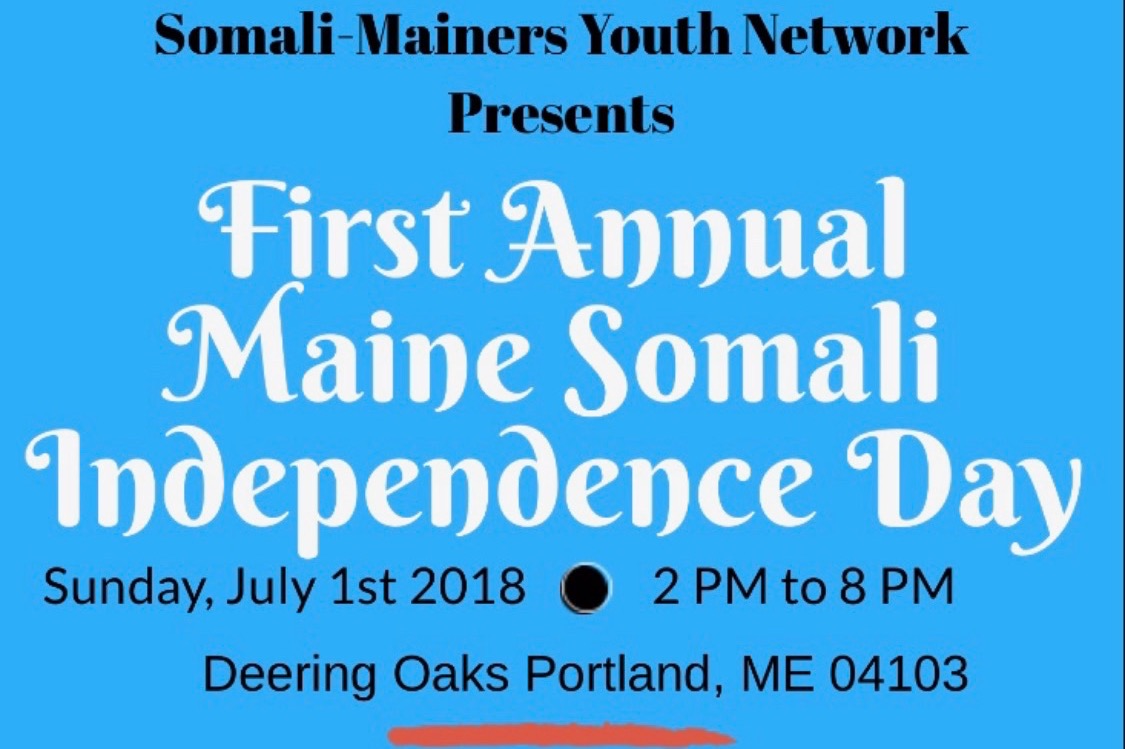 Somali-Mainers Youth Network
Presents
First Annual
Maine Somali
Independence Day
Sunday, July 1st 2018 ● 2 PM to 8 PM
Deering Oaks Portland, ME 04103